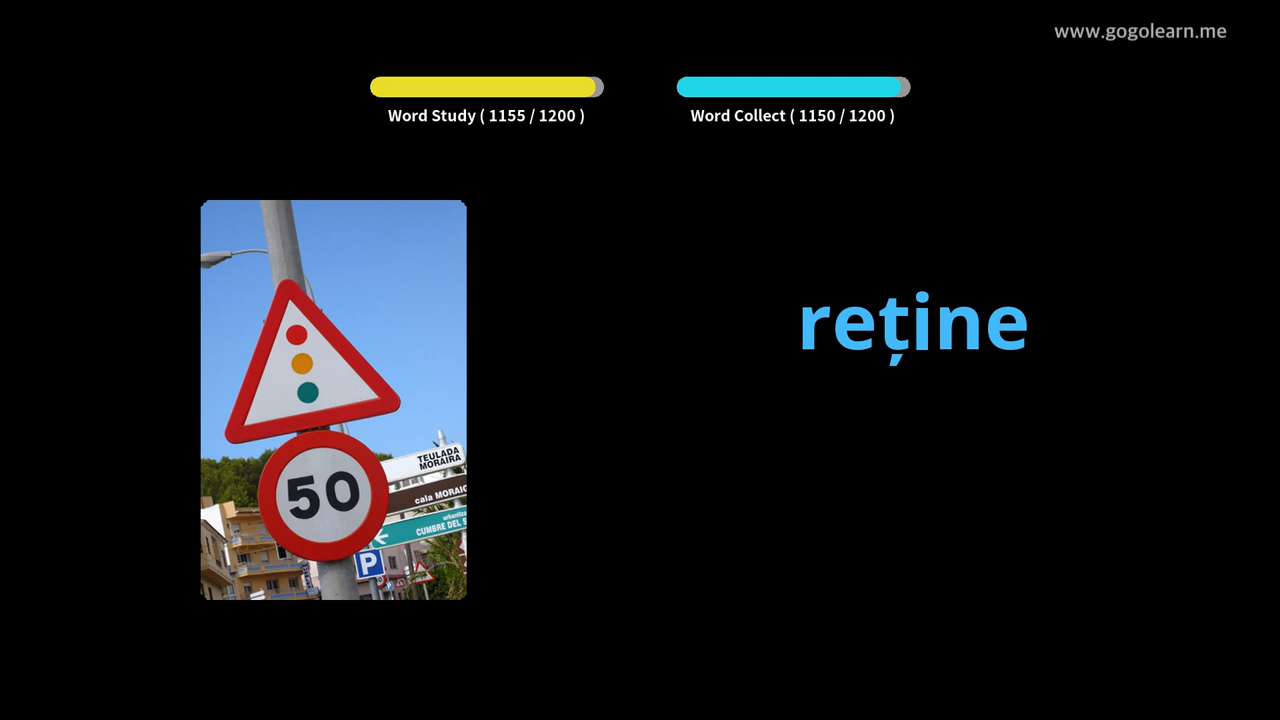 www.gogolearn.me
Word Study ( 1155 / 1200 )
Word Collect ( 1150 / 1200 )
reține
50
TEULADA
MORAIRA
cala MORAIG
urbanitza
CUMBRE DEL S
P